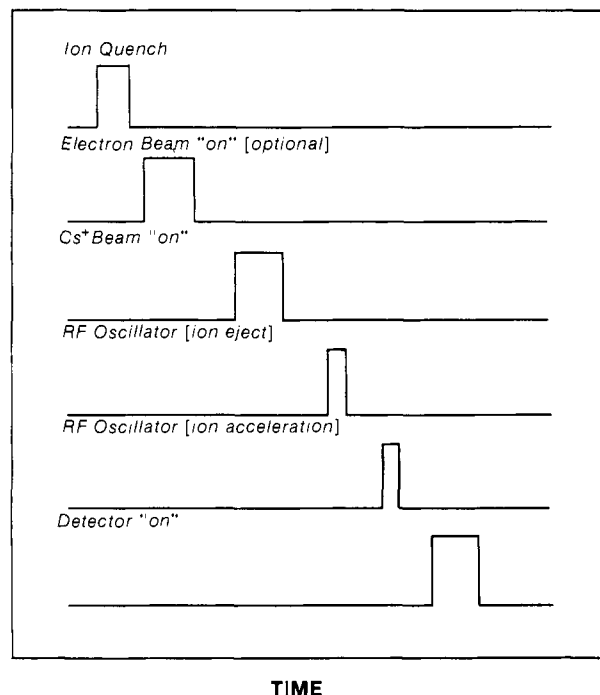 Ion Quench
Electron Beam "on" [optional]
Cs⁺Beam "on"
RF Oscillator [ion eject]
RF Oscillator [ion acceleration]
Detector "on"
TIME